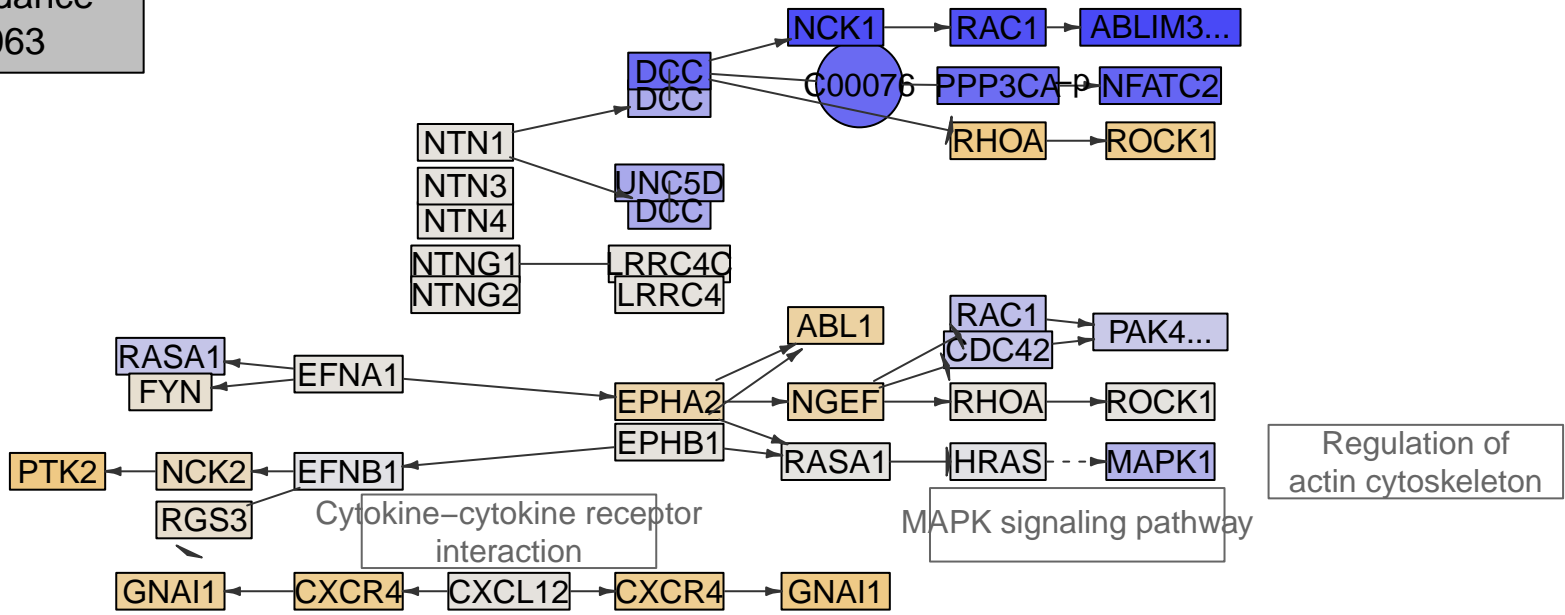 063
NCK1
RAC1
ABLIM3...
DCC
DCC
C00076
PPP3CA
-p
NFATC2
RHOA
ROCK1
NTN1
NTN3
NTN4
UNC5D
DCC
NTNG1
NTNG2
LRRC4C
LRRC4
ABL1
RAC1
CDC42
PAK4...
RASA1
FYN
EFNA1
EPHA2
NGEF
RHOA
ROCK1
EPHB1
RASA1
HRAS
MAPK1
PTK2
NCK2
EFNB1
RGS3
Regulation of
actin cytoskeleton
Cytokine−cytokine receptor
interaction
MAPK signaling pathway
GNAI1
CXCR4
CXCL12
CXCR4
GNAI1